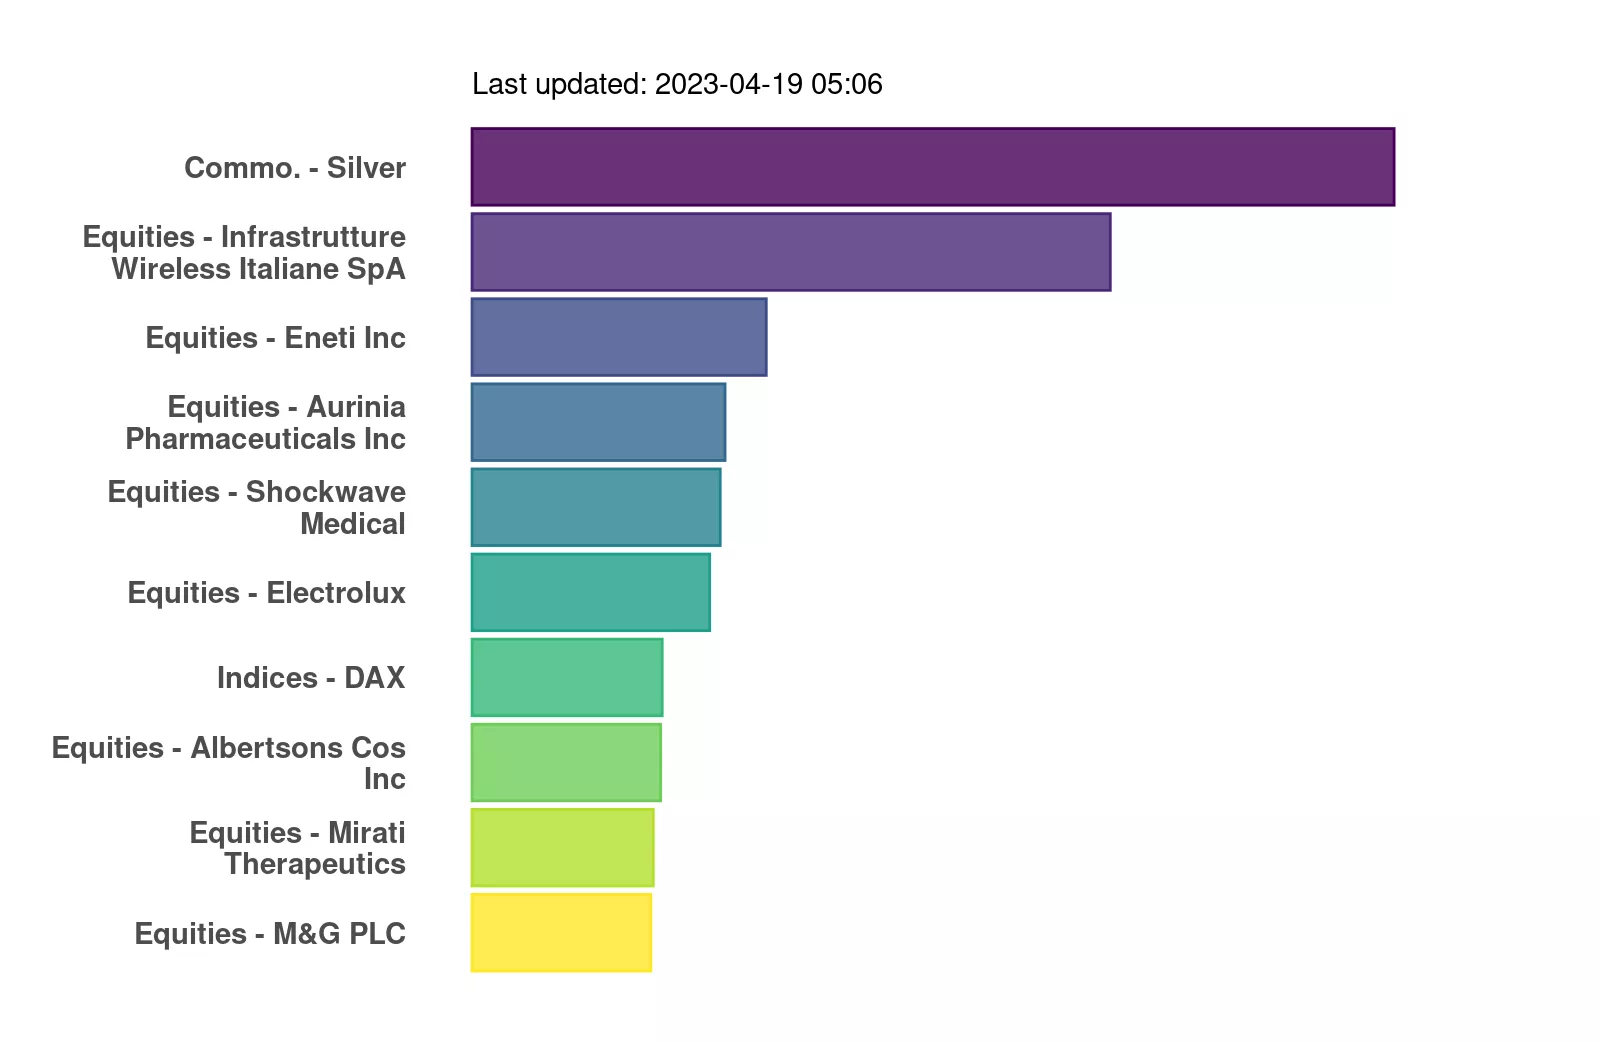 Last updated: 2023-04-19 05:06
Commo. - Silver
Equities - Infrastrutture
Wireless Italiane SpA
Equities - Eneti Inc
Equities - Aurinia
Pharmaceuticals Inc
Equities - Shockwave
Medical
Equities - Electrolux
Indices - DAX
Equities - Albertsons Cos
Inc
Equities - Mirati
Therapeutics
Equities - M&G PLC